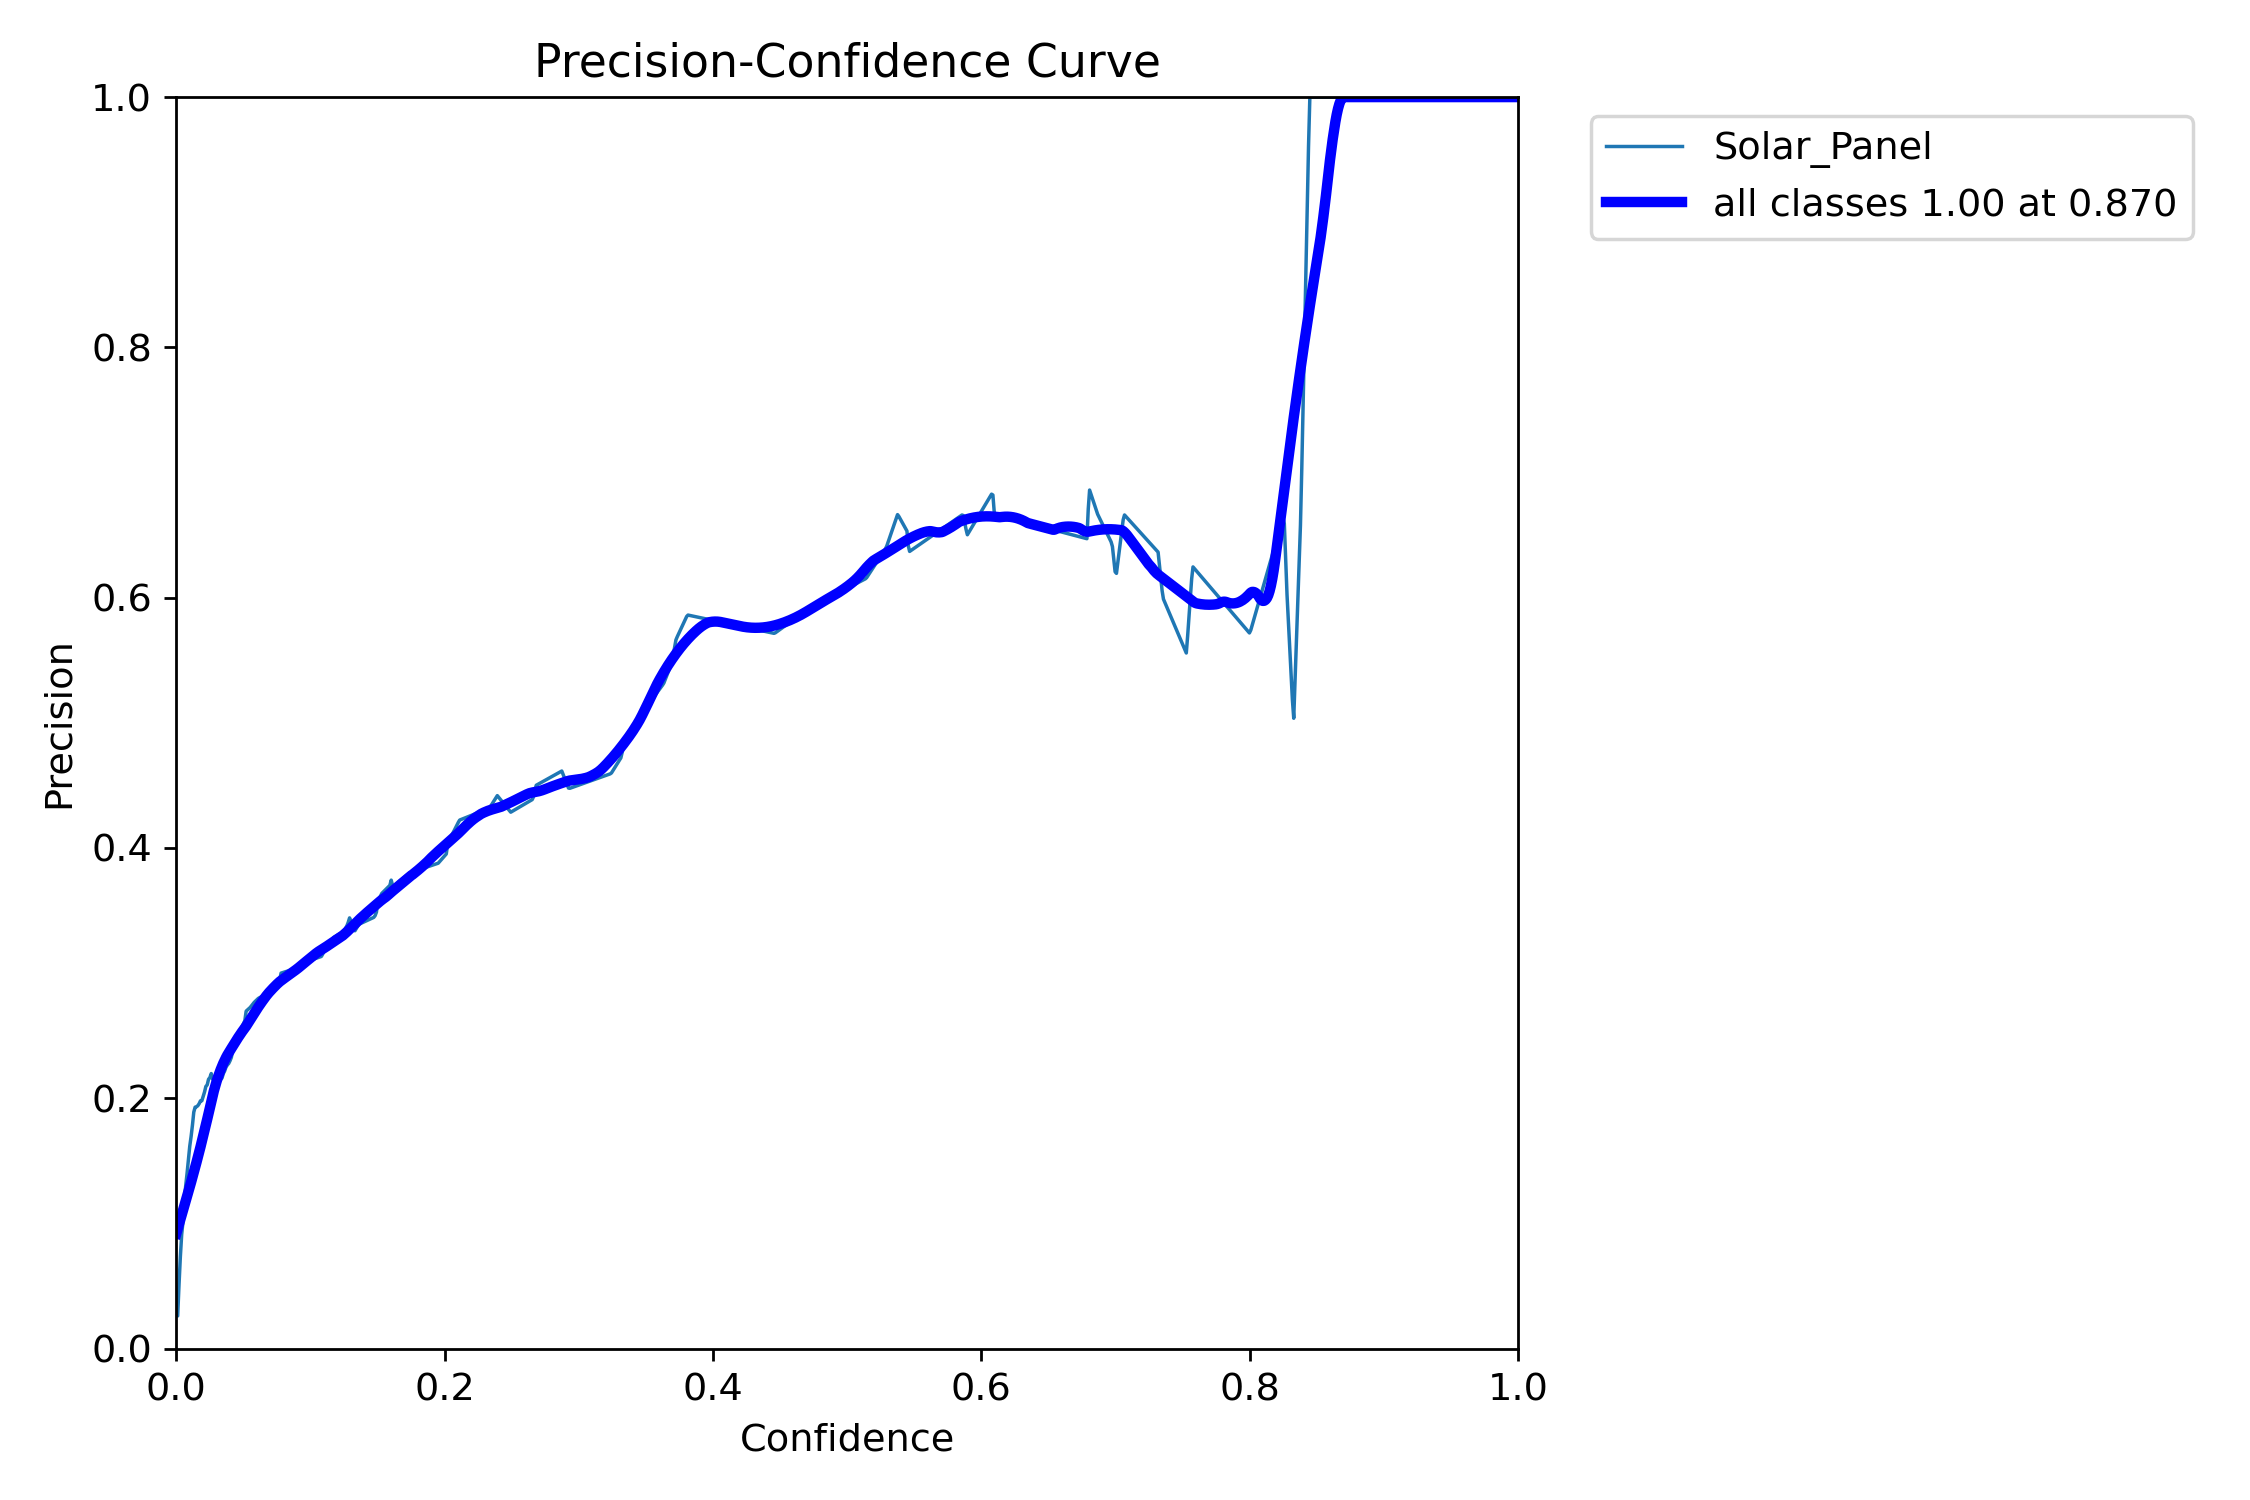 Precision-Confidence Curve
1.0
0.8
0.6
0.4
0.2
0.0
Precision
0.0 0.2 0.4 0.6 0.8 1.0
Confidence
Solar_Panel
all classes 1.00 at 0.870